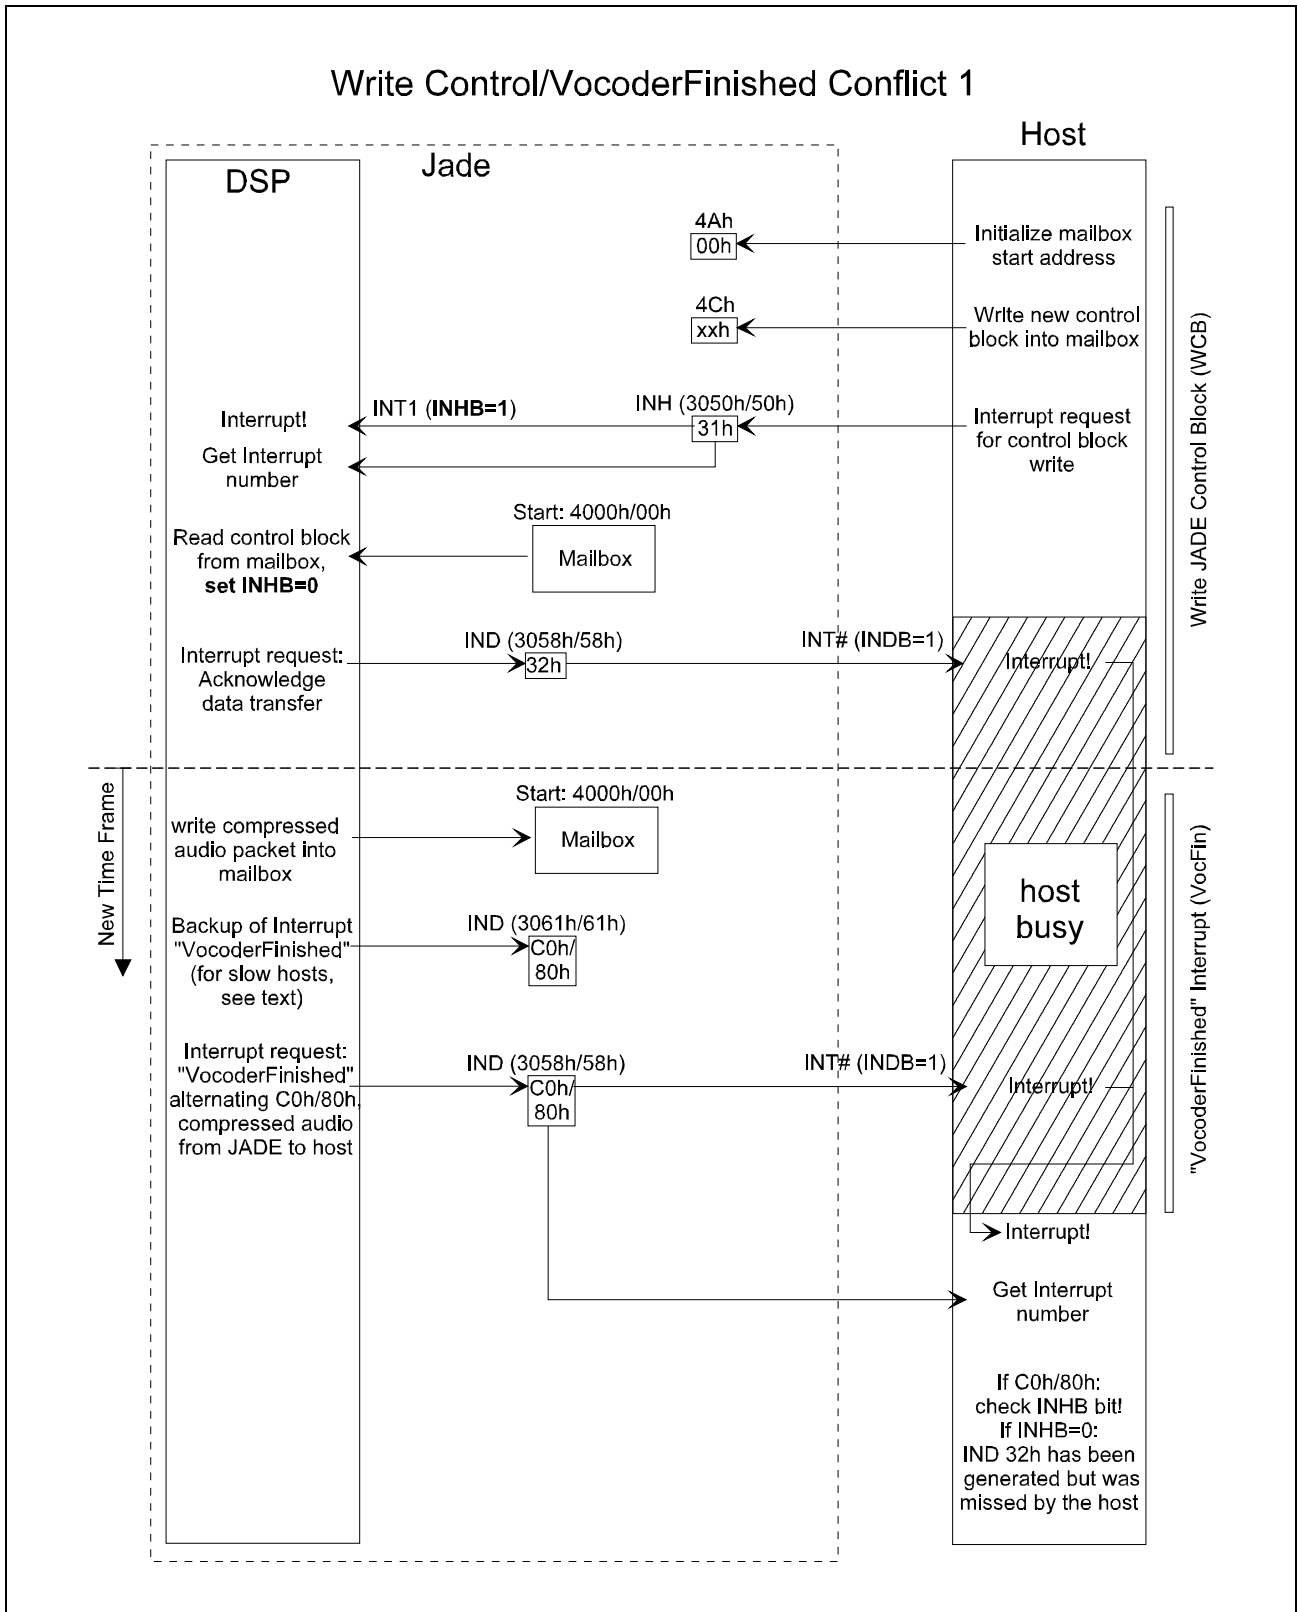 Write Control/VocoderFinished Conflict 1
Host
Jade
DSP
4Ah
00h
Initialize mailbox
start address
4Ch
xxh
Write new control
block into mailbox
Interrupt!
INT1 (INHB=1)
INH (3050h/50h)
31h
Interrupt request
for control block
write
Get Interrupt
number
Start: 4000h/00h
Mailbox
Read control block
from mailbox,
set INHB=0
Write JADE Control Block (WCB)
Interrupt request:
Acknowledge
data transfer
IND (3058h/58h)
32h
INT# (INDB=1)
Interrupt!
New Time Frame
Start: 4000h/00h
Mailbox
write compressed
audio packet into
mailbox
host
busy
Backup of Interrupt
"VocoderFinished"
(for slow hosts,
see text)
IND (3061h/61h)
C0h/
80h
"VocoderFinished" Interrupt (VocFin)
Interrupt request:
"VocoderFinished"
alternating C0h/80h,
compressed audio
from JADE to host
IND (3058h/58h)
C0h/
80h
INT# (INDB=1)
Interrupt!
Interrupt!
Get Interrupt
number
If C0h/80h:
check INHB bit!
If INHB=0:
IND 32h has been
generated but was
missed by the host